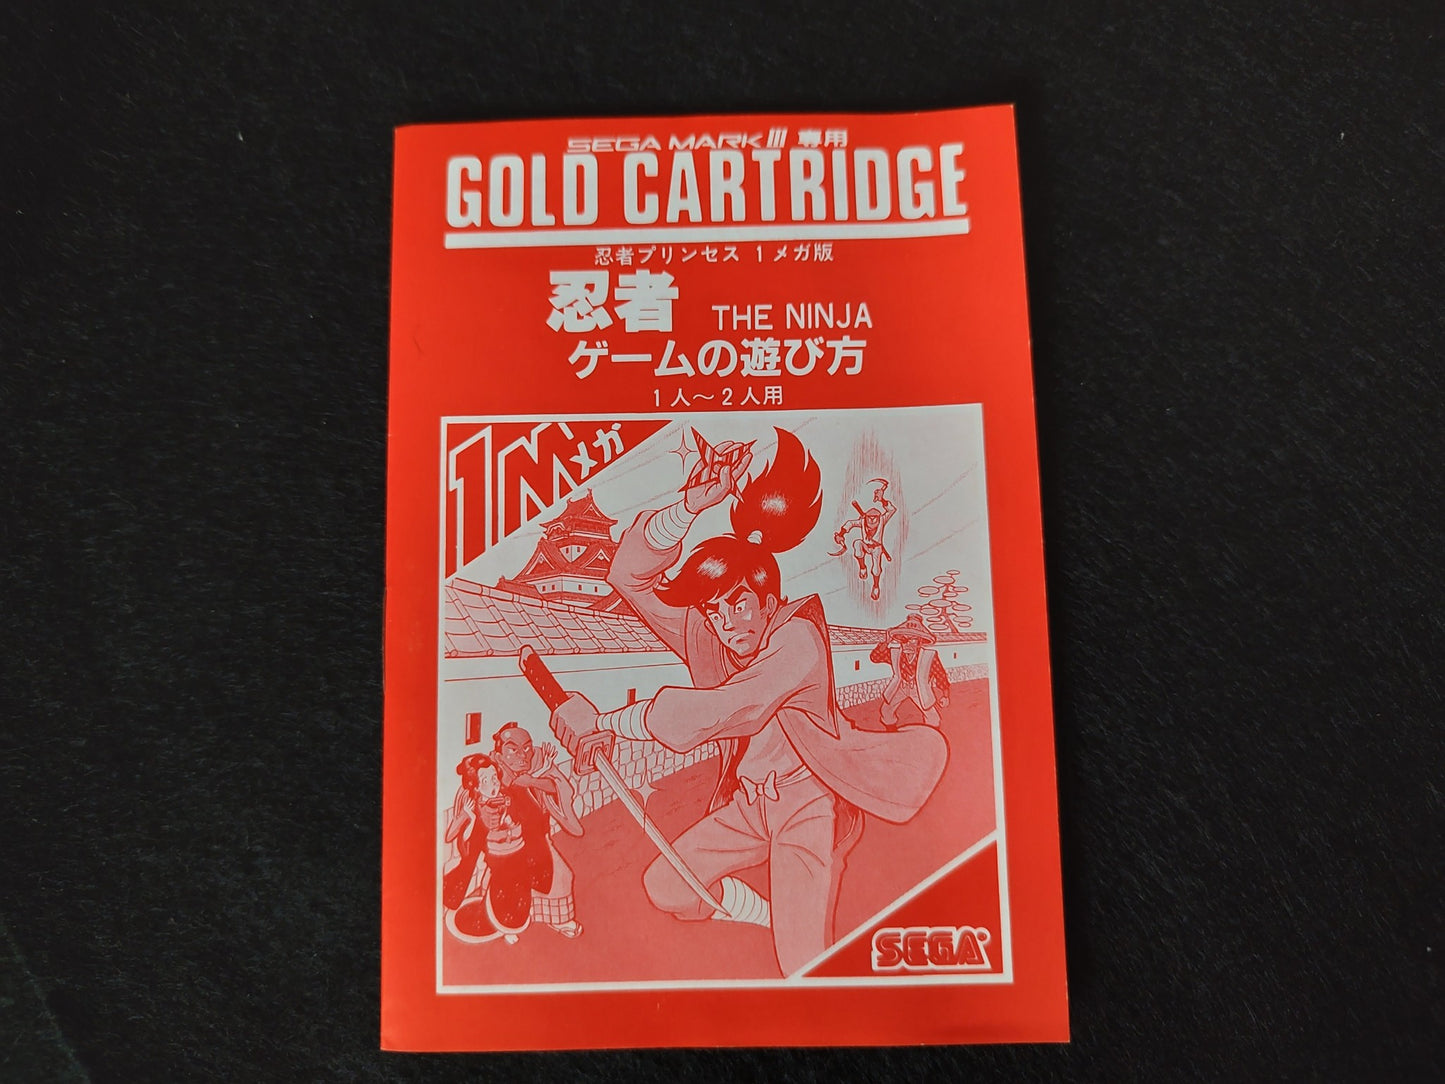 SEGA MARK III 専用
GOLD CARTRIDGE
忍者プリンセス 1メガ版
忍者 THE NINJA
ゲームの遊び方
1人〜2人用
1M メガ
SEGA®